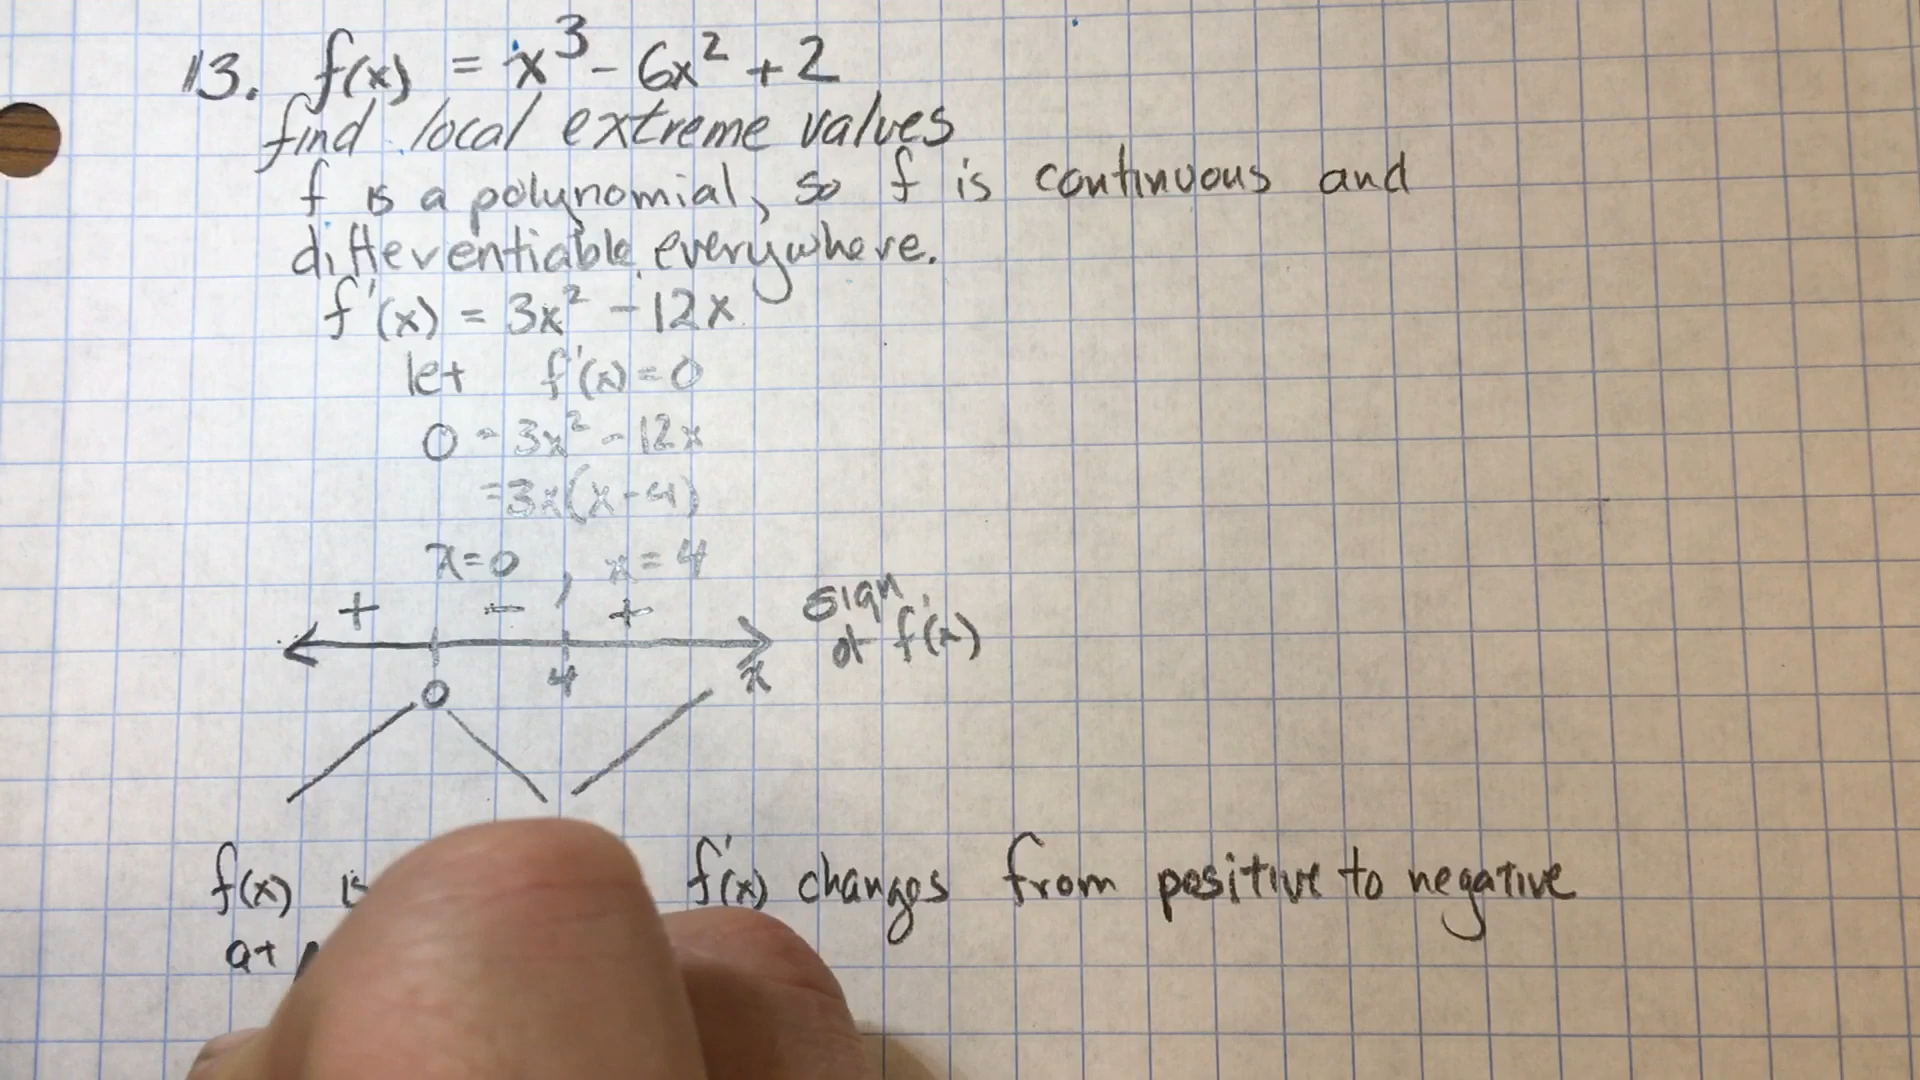 13. f(x) = x³ - 6x² + 2
find local extreme values
f is a polynomial, so f is continuous and
differentiable everywhere.
f'(x) = 3x² - 12x
let f'(x) = 0
0 = 3x² - 12x
= 3x(x-4)
x=0, x=4
+ - + sign
of f'(x)
0 4 x
f(x) is f'(x) changes from positive to negative
at